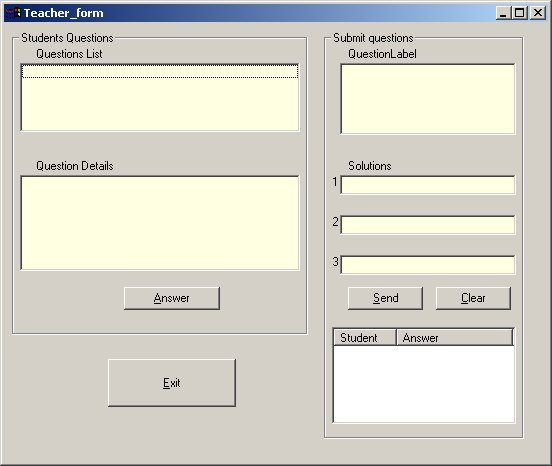 Teacher_form
Students Questions
Questions List
Question Details
Answer
Exit
Submit questions
QuestionLabel
Solutions
1
2
3
Send Clear
Student Answer